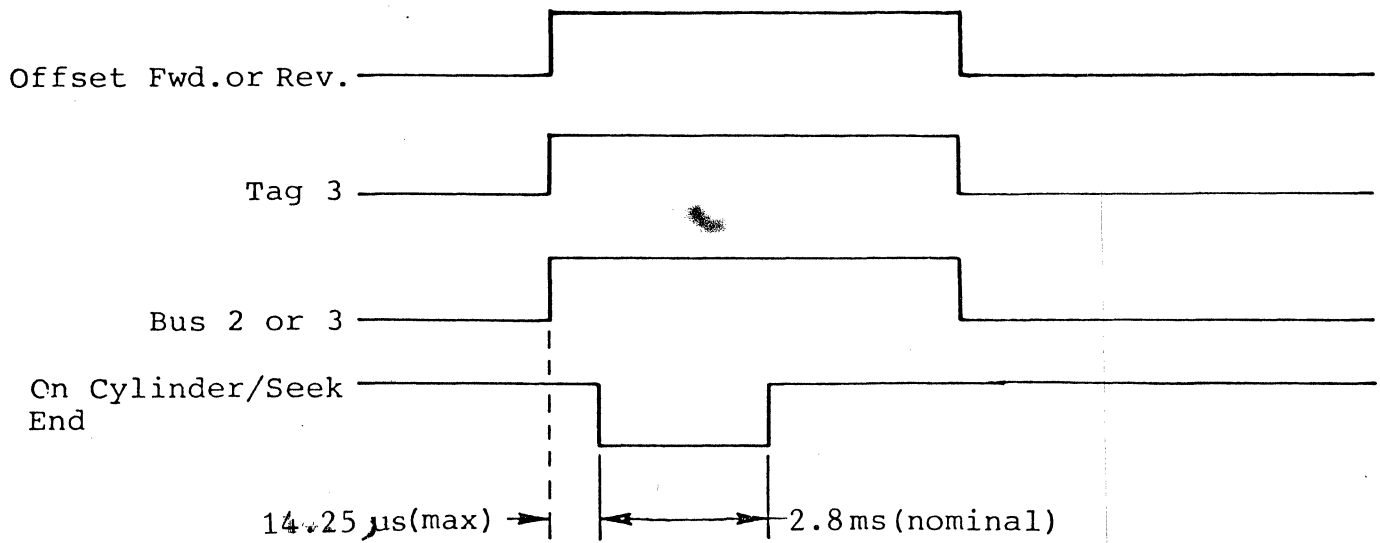 Offset Fwd.or Rev.
Tag 3
Bus 2 or 3
On Cylinder/Seek
End
14.25 µs(max)
2.8ms(nominal)